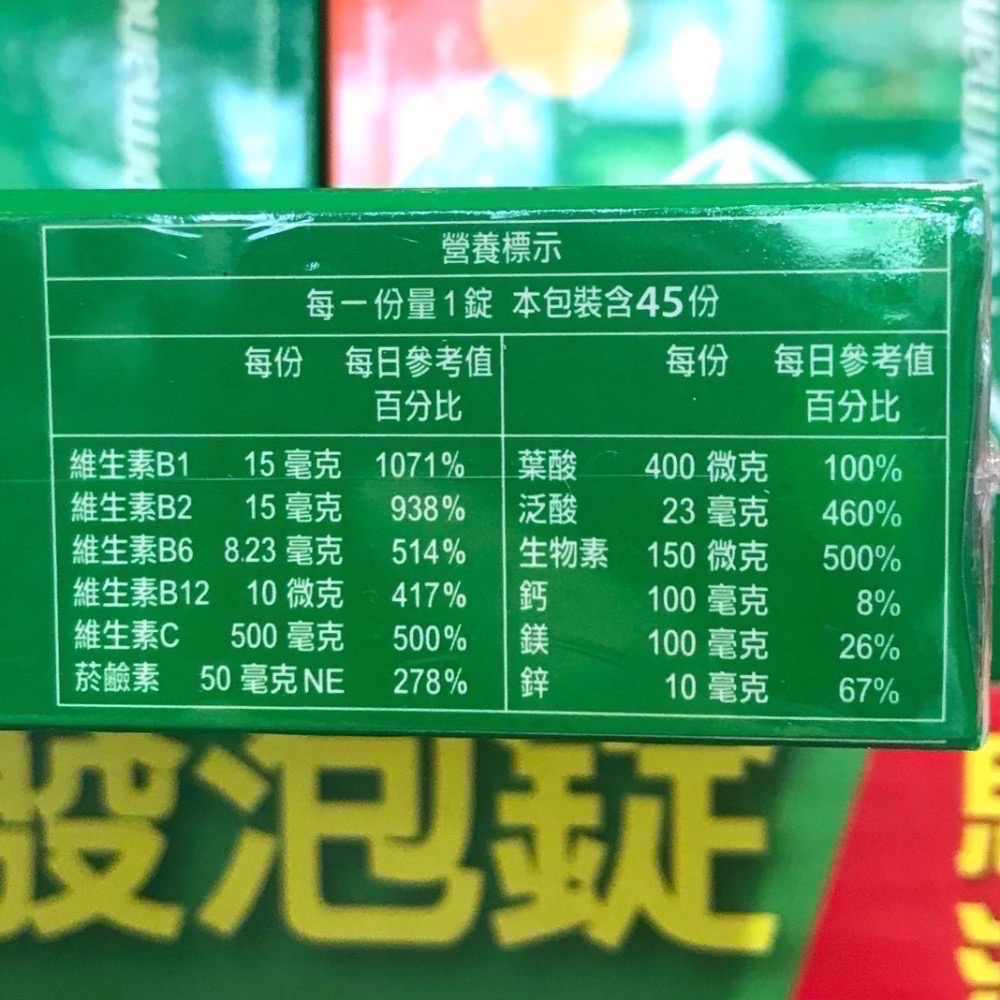 營養標示
每一份量1錠 本包裝含45份
每份 每日參考值百分比 每份 每日參考值百分比
維生素B1 15 毫克 1071% 葉酸 400 微克 100%
維生素B2 15 毫克 938% 泛酸 23 毫克 460%
維生素B6 8.23 毫克 514% 生物素 150 微克 500%
維生素B12 10 微克 417% 鈣 100 毫克 8%
維生素C 500 毫克 500% 鎂 100 毫克 26%
菸鹼素 50 毫克NE 278% 鋅 10 毫克 67%
發泡錠